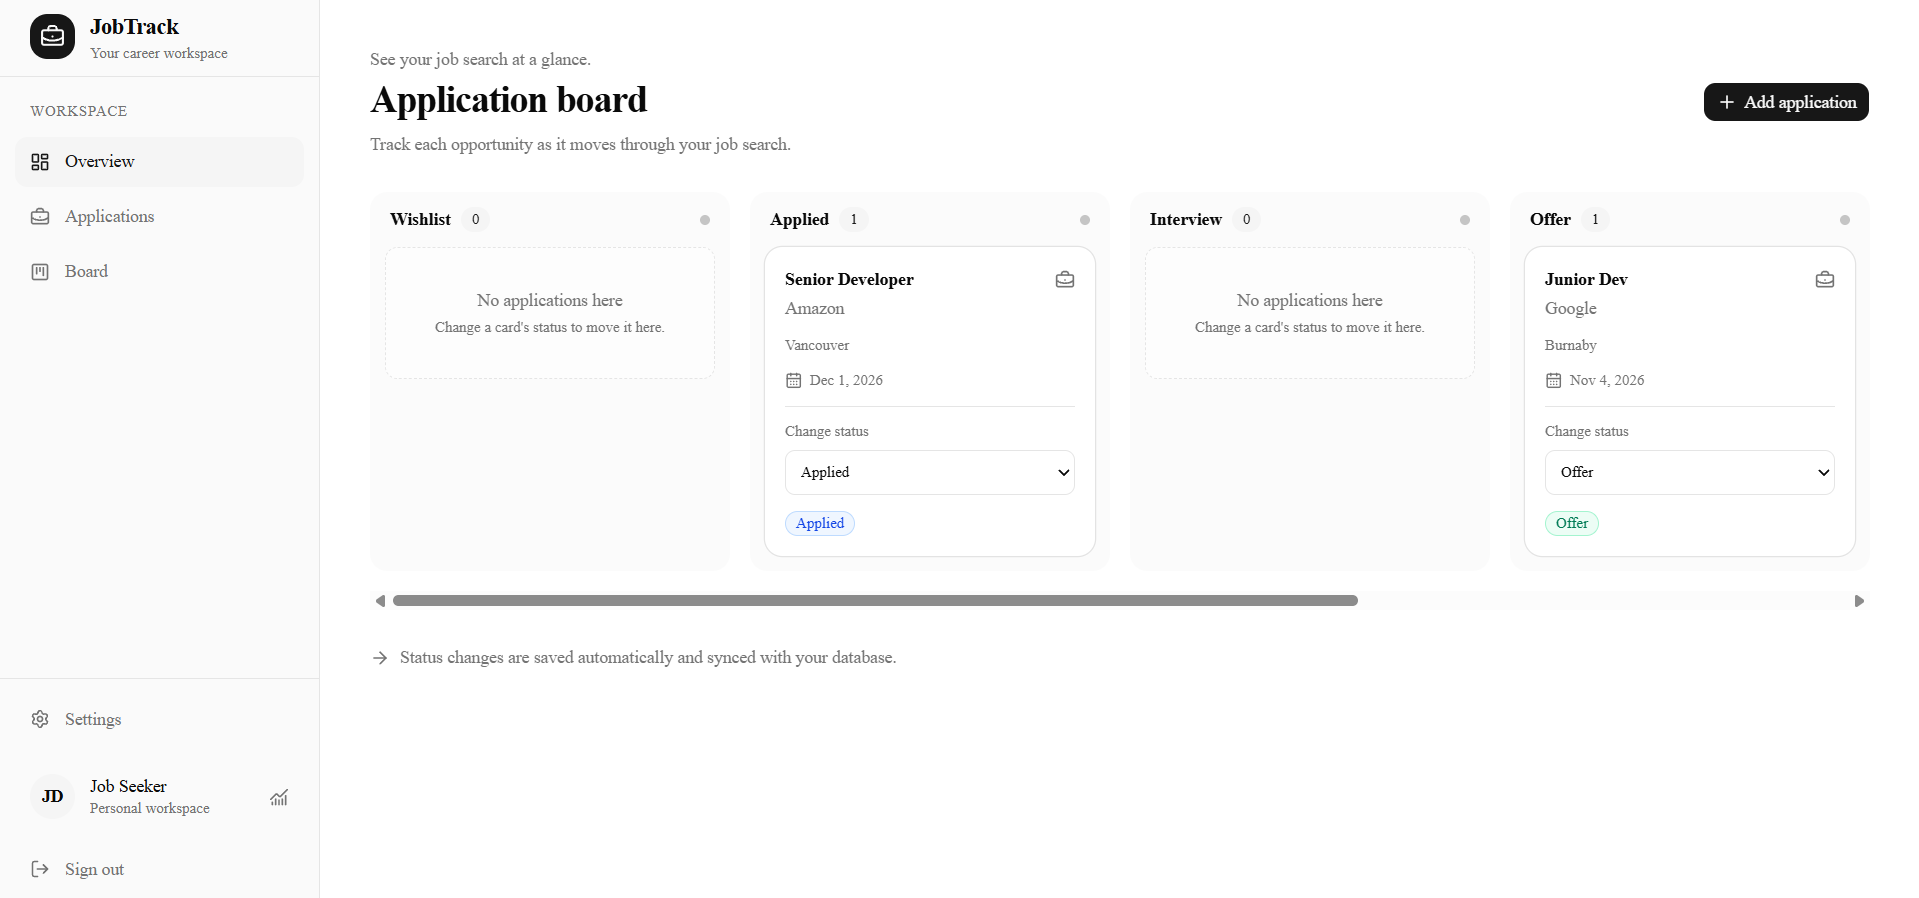 JobTrack
Your career workspace
WORKSPACE
Overview
Applications
Board
Settings
JD
Job Seeker
Personal workspace
Sign out
See your job search at a glance.
Application board
Track each opportunity as it moves through your job search.
Add application
Wishlist 0
No applications here
Change a card's status to move it here.
Applied 1
Senior Developer
Amazon
Vancouver
Dec 1, 2026
Change status
Applied
Applied
Interview 0
No applications here
Change a card's status to move it here.
Offer 1
Junior Dev
Google
Burnaby
Nov 4, 2026
Change status
Offer
Offer
Status changes are saved automatically and synced with your database.